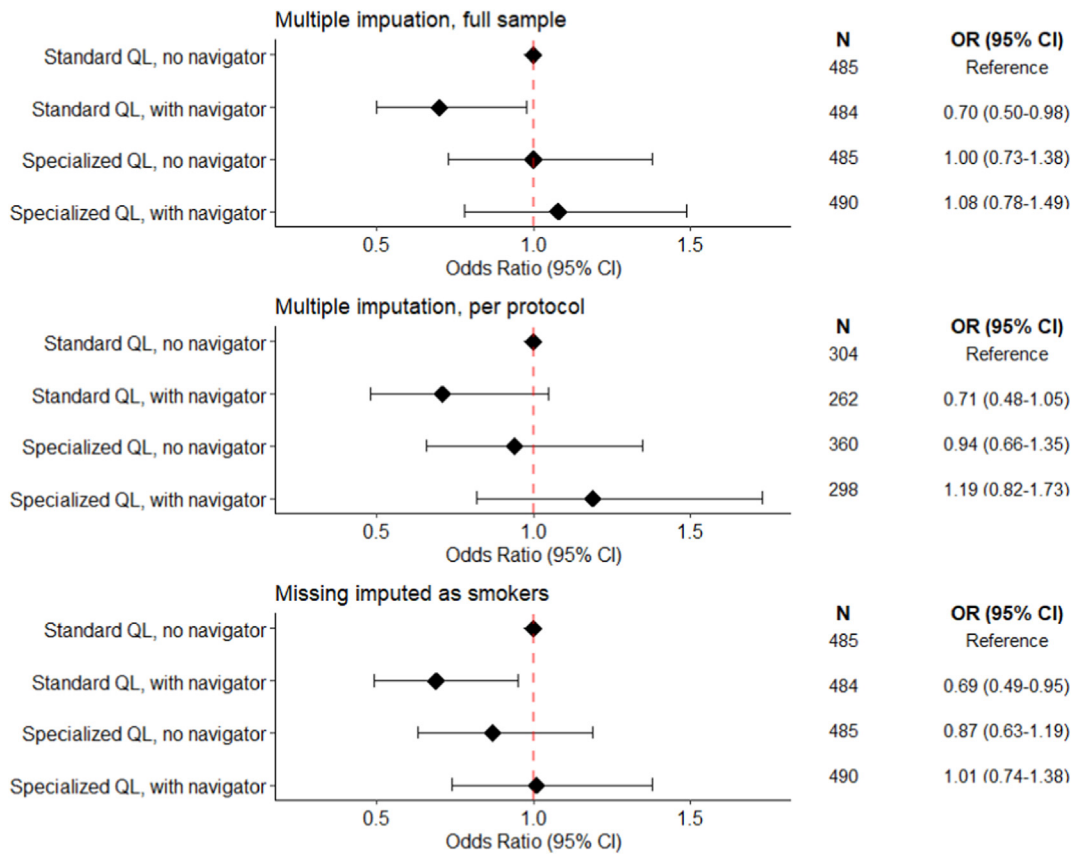 Multiple impuation, full sample
N OR (95% CI)
Standard QL, no navigator 485 Reference
Standard QL, with navigator 484 0.70 (0.50-0.98)
Specialized QL, no navigator 485 1.00 (0.73-1.38)
Specialized QL, with navigator 490 1.08 (0.78-1.49)
0.5 1.0 1.5
Odds Ratio (95% CI)
Multiple imputation, per protocol
N OR (95% CI)
Standard QL, no navigator 304 Reference
Standard QL, with navigator 262 0.71 (0.48-1.05)
Specialized QL, no navigator 360 0.94 (0.66-1.35)
Specialized QL, with navigator 298 1.19 (0.82-1.73)
0.5 1.0 1.5
Odds Ratio (95% CI)
Missing imputed as smokers
N OR (95% CI)
Standard QL, no navigator 485 Reference
Standard QL, with navigator 484 0.69 (0.49-0.95)
Specialized QL, no navigator 485 0.87 (0.63-1.19)
Specialized QL, with navigator 490 1.01 (0.74-1.38)
0.5 1.0 1.5
Odds Ratio (95% CI)